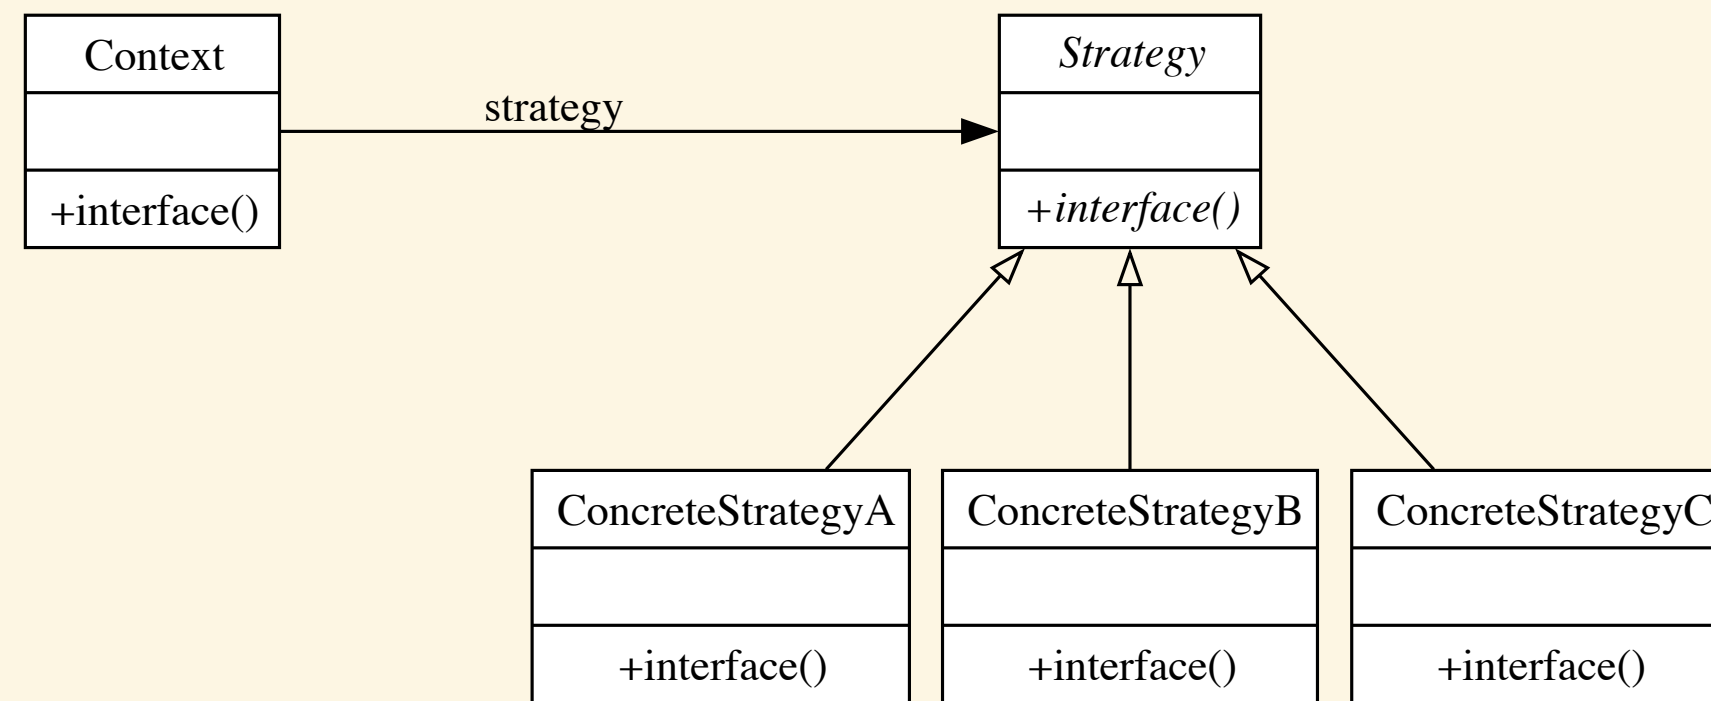 Context
Strategy
strategy
+interface()
+interface()
ConcreteStrategyA
ConcreteStrategyB
ConcreteStrategyC
+interface()
+interface()
+interface()